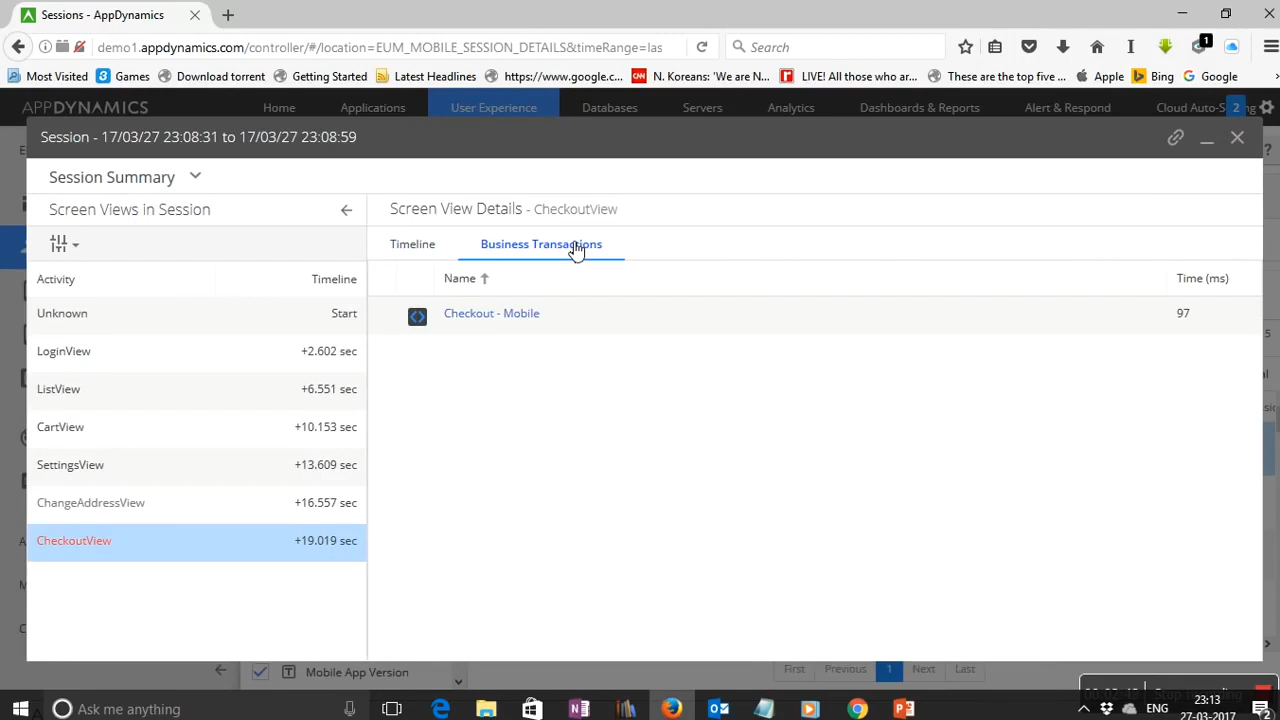 Sessions - AppDynamics
demo1.appdynamics.com/controller/#/location=EUM_MOBILE_SESSION_DETAILS&timeRange=las
Search
1
Most Visited Games Download torrent Getting Started Latest Headlines https://www.google.c... N. Koreans: 'We are N... LIVE! All those who ar... These are the top five ... Apple Bing Google
APPDYNAMICS Home Applications User Experience Databases Servers Analytics Dashboards & Reports Alert & Respond Cloud Auto-S ng 2
Session - 17/03/27 23:08:31 to 17/03/27 23:08:59
Session Summary
Screen Views in Session
Screen View Details - CheckoutView
Timeline Business Transactions
Activity Timeline
Name Time (ms)
Unknown Start
Checkout - Mobile 97
LoginView +2.602 sec
ListView +6.551 sec
CartView +10.153 sec
SettingsView +13.609 sec
ChangeAddressView +16.557 sec
CheckoutView +19.019 sec
Mobile App Version
First Previous 1 Next Last
Ask me anything
ENG
23:13
27-03-2017
2